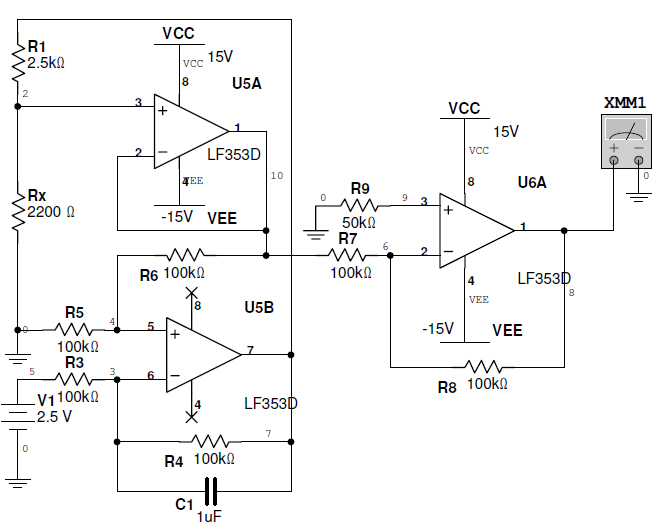 VCC
15V
VCC
R1
2.5kΩ
8
U5A
2
3
1
2
LF353D
4
VEE
10
-15V
VEE
Rx
2200 Ω
VCC
15V
VCC
XMM1
0
8
U6A
R9
0
9
3
50kΩ
R7
6
2
1
100kΩ
4
LF353D
VEE
8
-15V
VEE
R8
100kΩ
R6
100kΩ
8
U5B
R5
4
5
0
100kΩ
7
R3
5
3
6
100kΩ
V1
2.5 V
4
LF353D
0
7
R4
100kΩ
C1
1uF